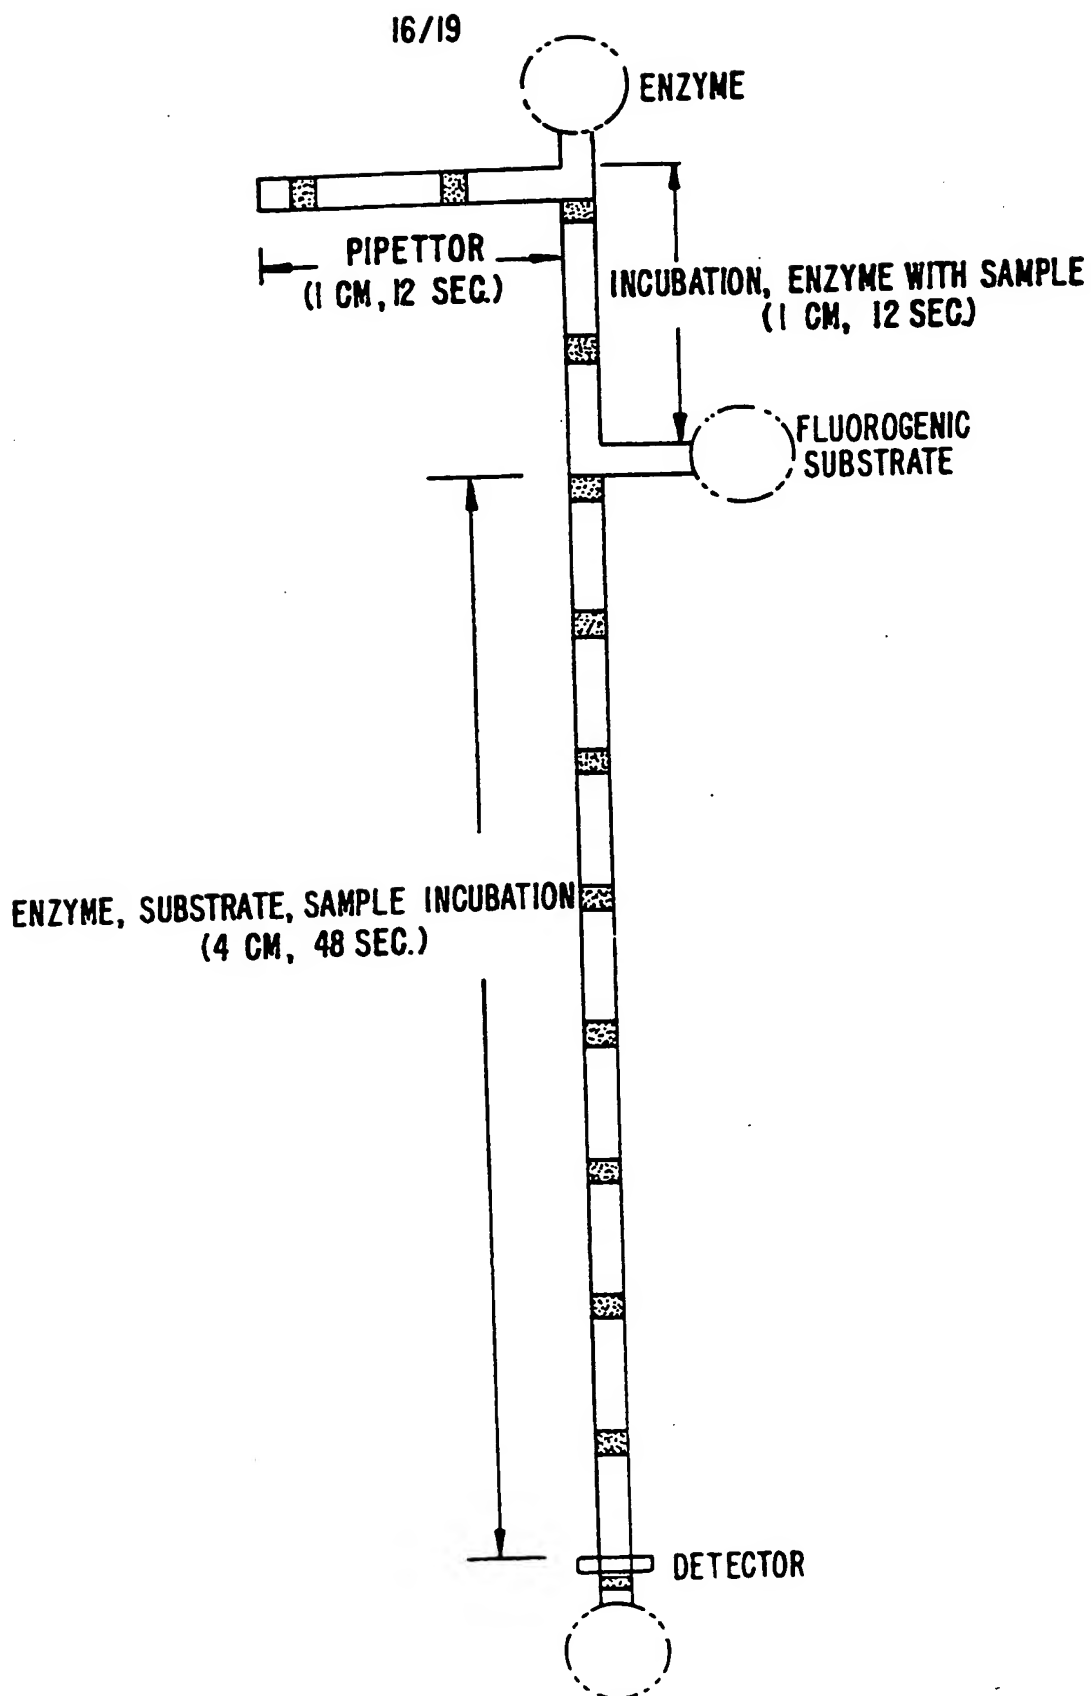 16/19
ENZYME
PIPETTOR
(1 CM, 12 SEC.)
INCUBATION, ENZYME WITH SAMPLE
(1 CM, 12 SEC.)
FLUOROGENIC
SUBSTRATE
ENZYME, SUBSTRATE, SAMPLE INCUBATION
(4 CM, 48 SEC.)
DETECTOR